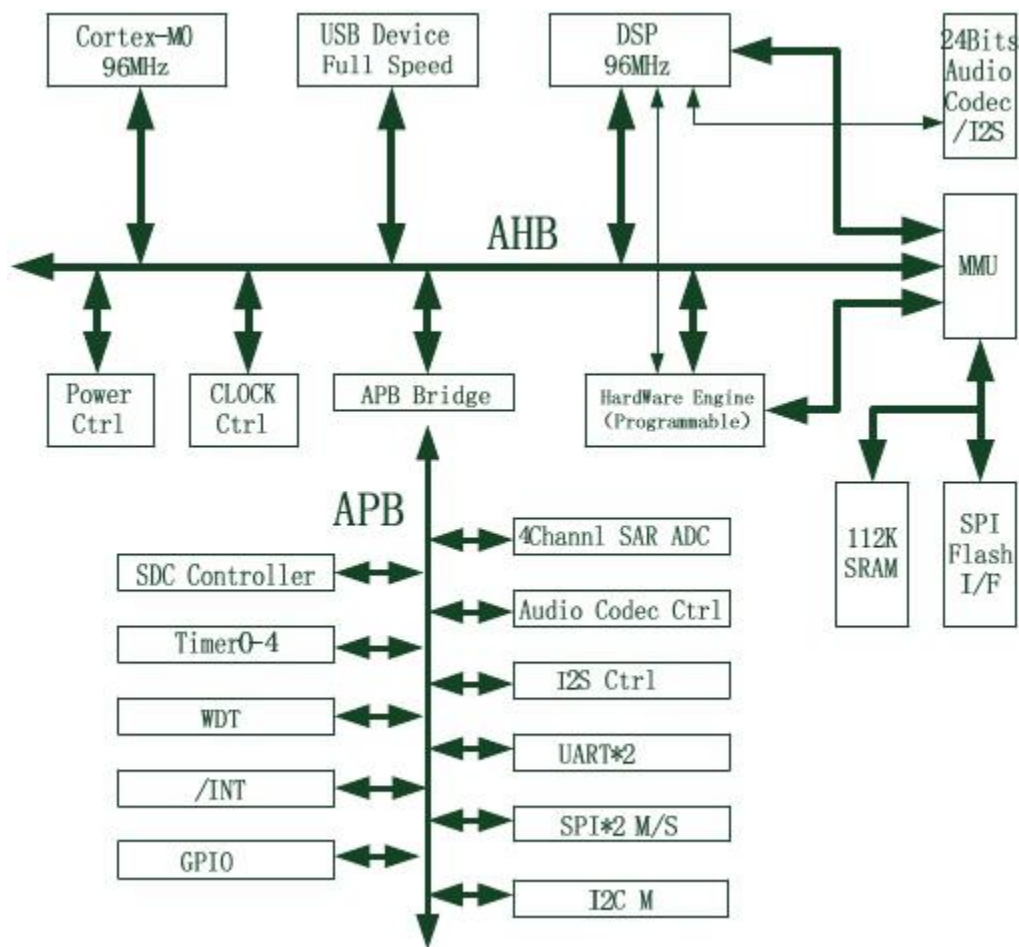 Cortex-M0
96MHz
USB Device
Full Speed
DSP
96MHz
24Bits
Audio
Codec
/I2S
AHB
MMU
Power
Ctrl
CLOCK
Ctrl
APB Bridge
HardWare Engine
(Programmable)
APB
112K
SRAM
SPI
Flash
I/F
4Channl SAR ADC
SDC Controller
Audio Codec Ctrl
Timer0-4
I2S Ctrl
WDT
UART*2
/INT
SPI*2 M/S
GPIO
I2C M